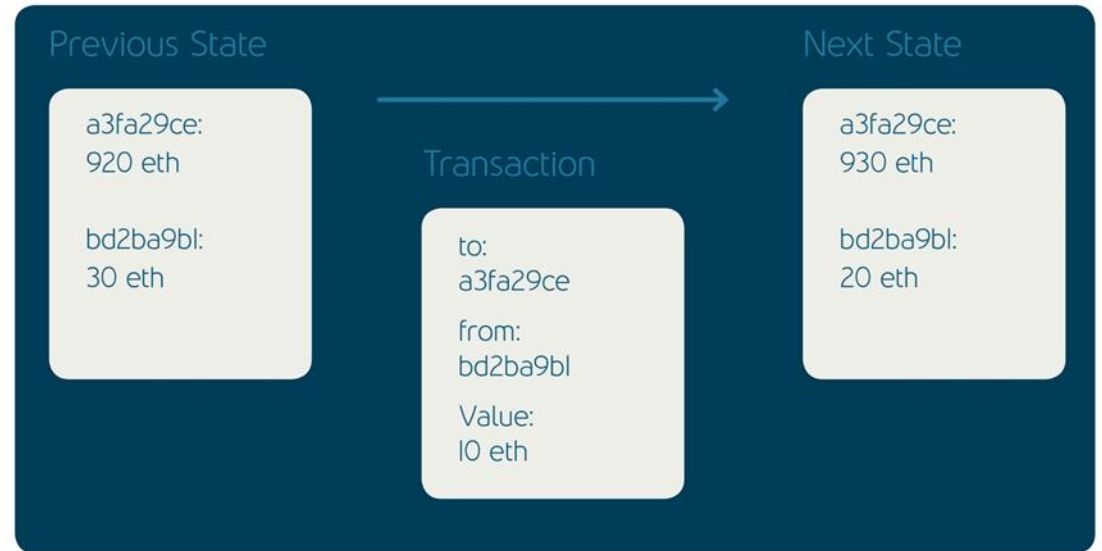 Previous State
a3fa29ce:
920 eth
bd2ba9bl:
30 eth
Transaction
to:
a3fa29ce
from:
bd2ba9bl
Value:
10 eth
Next State
a3fa29ce:
930 eth
bd2ba9bl:
20 eth